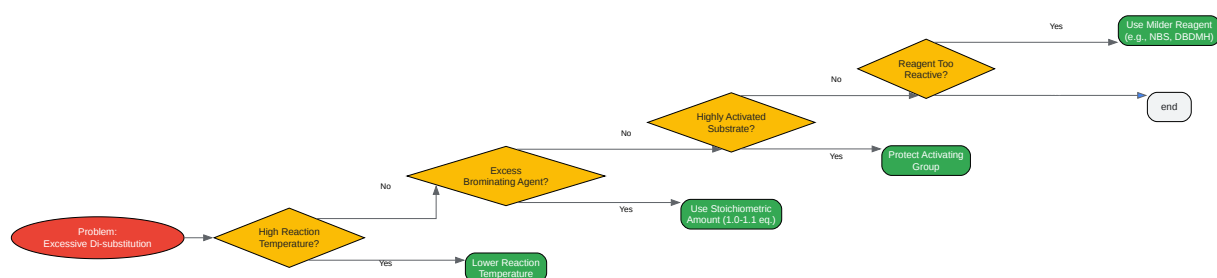 Problem:
Excessive Di-substitution
High Reaction
Temperature?
Yes
Lower Reaction
Temperature
No
Excess
Brominating Agent?
Yes
Use Stoichiometric
Amount (1.0-1.1 eq.)
No
Highly Activated
Substrate?
Yes
Protect Activating
Group
No
Reagent Too
Reactive?
Yes
Use Milder Reagent
(e.g., NBS, DBDMH)
end